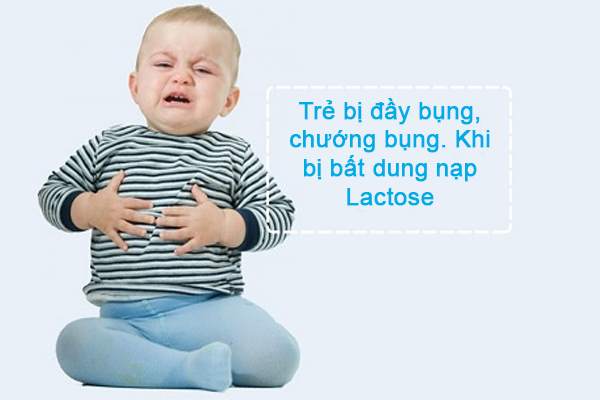 Trẻ bị đầy bụng,
chướng bụng. Khi
bị bất dung nạp
Lactose